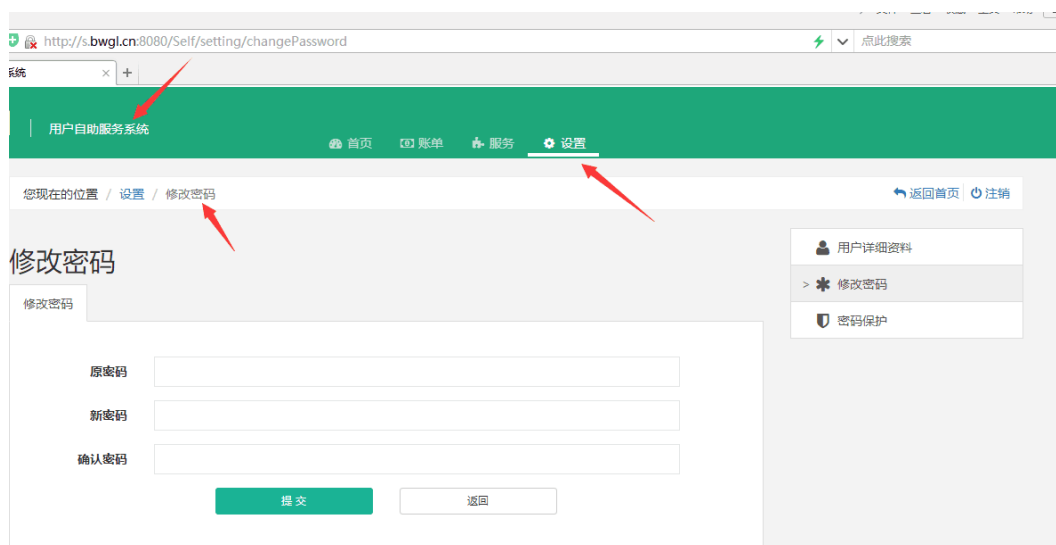 http://s.bwgl.cn:8080/Self/setting/changePassword
点此搜索
系统
用户自助服务系统
首页 账单 服务 设置
您现在的位置 / 设置 / 修改密码
返回首页 注销
修改密码
用户详细资料
> 修改密码
密码保护
修改密码
原密码
新密码
确认密码
提交 返回